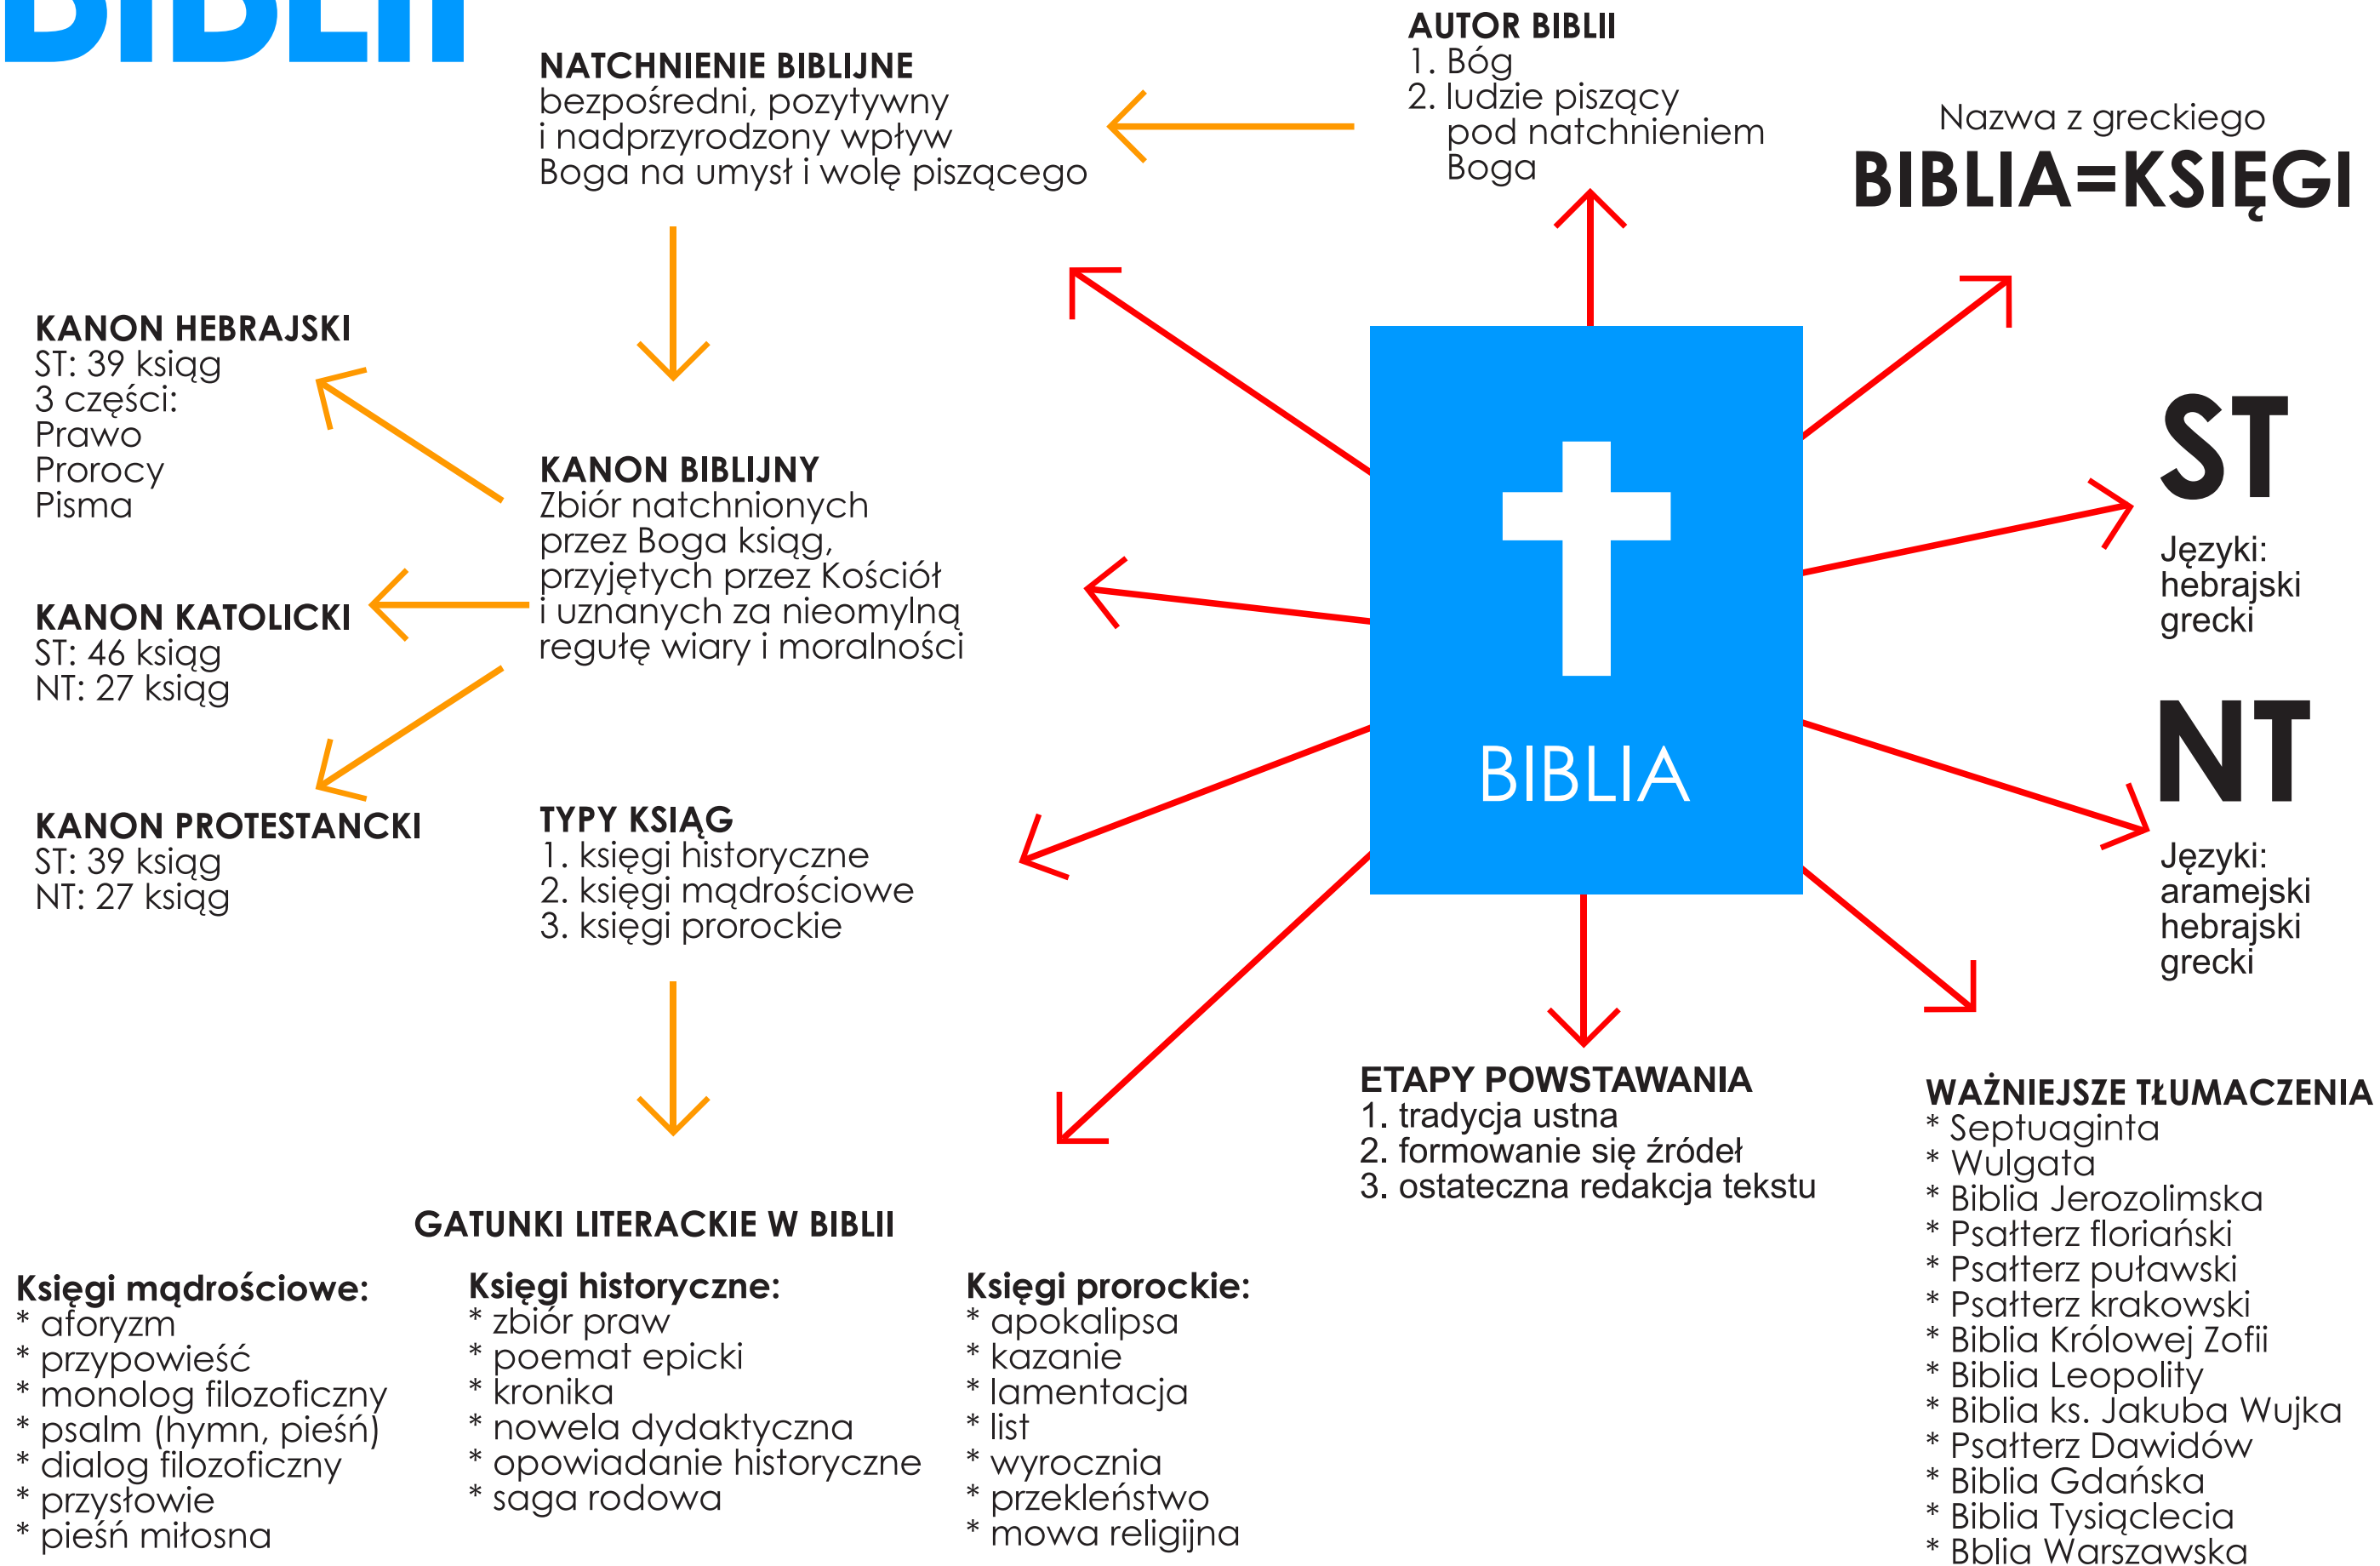 BIBLII
NATCHNIENIE BIBLIJNE
bezpośredni, pozytywny
i nadprzyrodzony wpływ
Boga na umysł i wolę piszącego
AUTOR BIBLII
1. Bóg
2. ludzie piszący
pod natchnieniem
Boga
Nazwa z greckiego
BIBLIA=KSIĘGI
KANON HEBRAJSKI
ST: 39 ksiąg
3 części:
Prawo
Prorocy
Pisma
KANON BIBLIJNY
Zbiór natchnionych
przez Boga ksiąg,
przyjętych przez Kościół
i uznanych za nieomylną
regułę wiary i moralności
KANON KATOLICKI
ST: 46 ksiąg
NT: 27 ksiąg
KANON PROTESTANCKI
ST: 39 ksiąg
NT: 27 ksiąg
TYPY KSIĄG
1. księgi historyczne
2. księgi mądrościowe
3. księgi prorockie
BIBLIA
ST
Języki:
hebrajski
grecki
NT
Języki:
aramejski
hebrajski
grecki
ETAPY POWSTAWANIA
1. tradycja ustna
2. formowanie się źródeł
3. ostateczna redakcja tekstu
WAŻNIEJSZE TŁUMACZENIA
* Septuaginta
* Wulgata
* Biblia Jerozolimska
* Psałterz floriański
* Psałterz puławski
* Psałterz krakowski
* Biblia Królowej Zofii
* Biblia Leopolity
* Biblia ks. Jakuba Wujka
* Psałterz Dawidów
* Biblia Gdańska
* Biblia Tysiąclecia
* Bblia Warszawska
GATUNKI LITERACKIE W BIBLII
Księgi mądrościowe:
* aforyzm
* przypowieść
* monolog filozoficzny
* psalm (hymn, pieśń)
* dialog filozoficzny
* przysłowie
* pieśń miłosna
Księgi historyczne:
* zbiór praw
* poemat epicki
* kronika
* nowela dydaktyczna
* opowiadanie historyczne
* saga rodowa
Księgi prorockie:
* apokalipsa
* kazanie
* lamentacja
* list
* wyrocznia
* przekleństwo
* mowa religijna